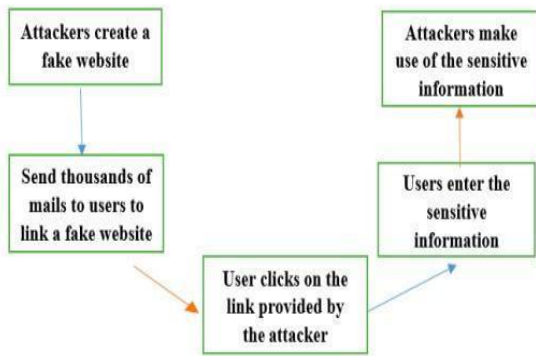 Attackers create a
fake website
Send thousands of
mails to users to
link a fake website
User clicks on the
link provided by
the attacker
Users enter the
sensitive
information
Attackers make
use of the sensitive
information